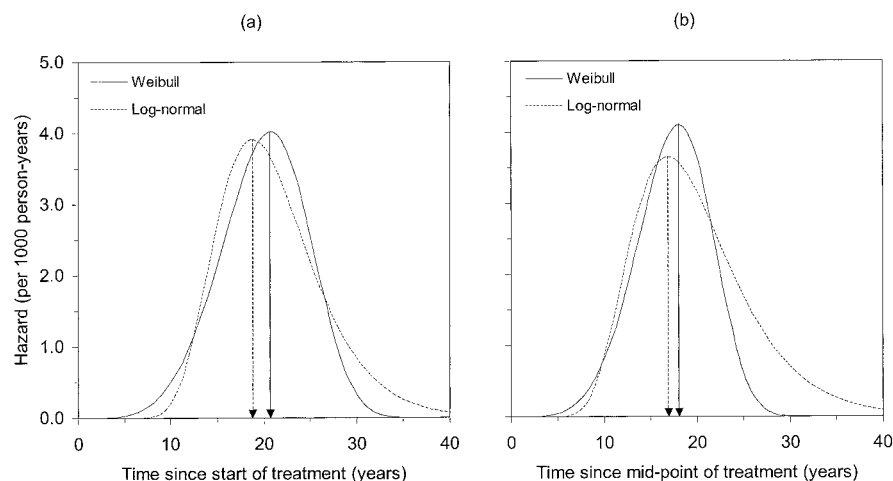 (a)
(b)
Hazard (per 1000 person-years)
5.0
4.0
3.0
2.0
1.0
0.0
Weibull
Log-normal
Weibull
Log-normal
0 10 20 30 40
0 10 20 30 40
Time since start of treatment (years)
Time since mid-point of treatment (years)